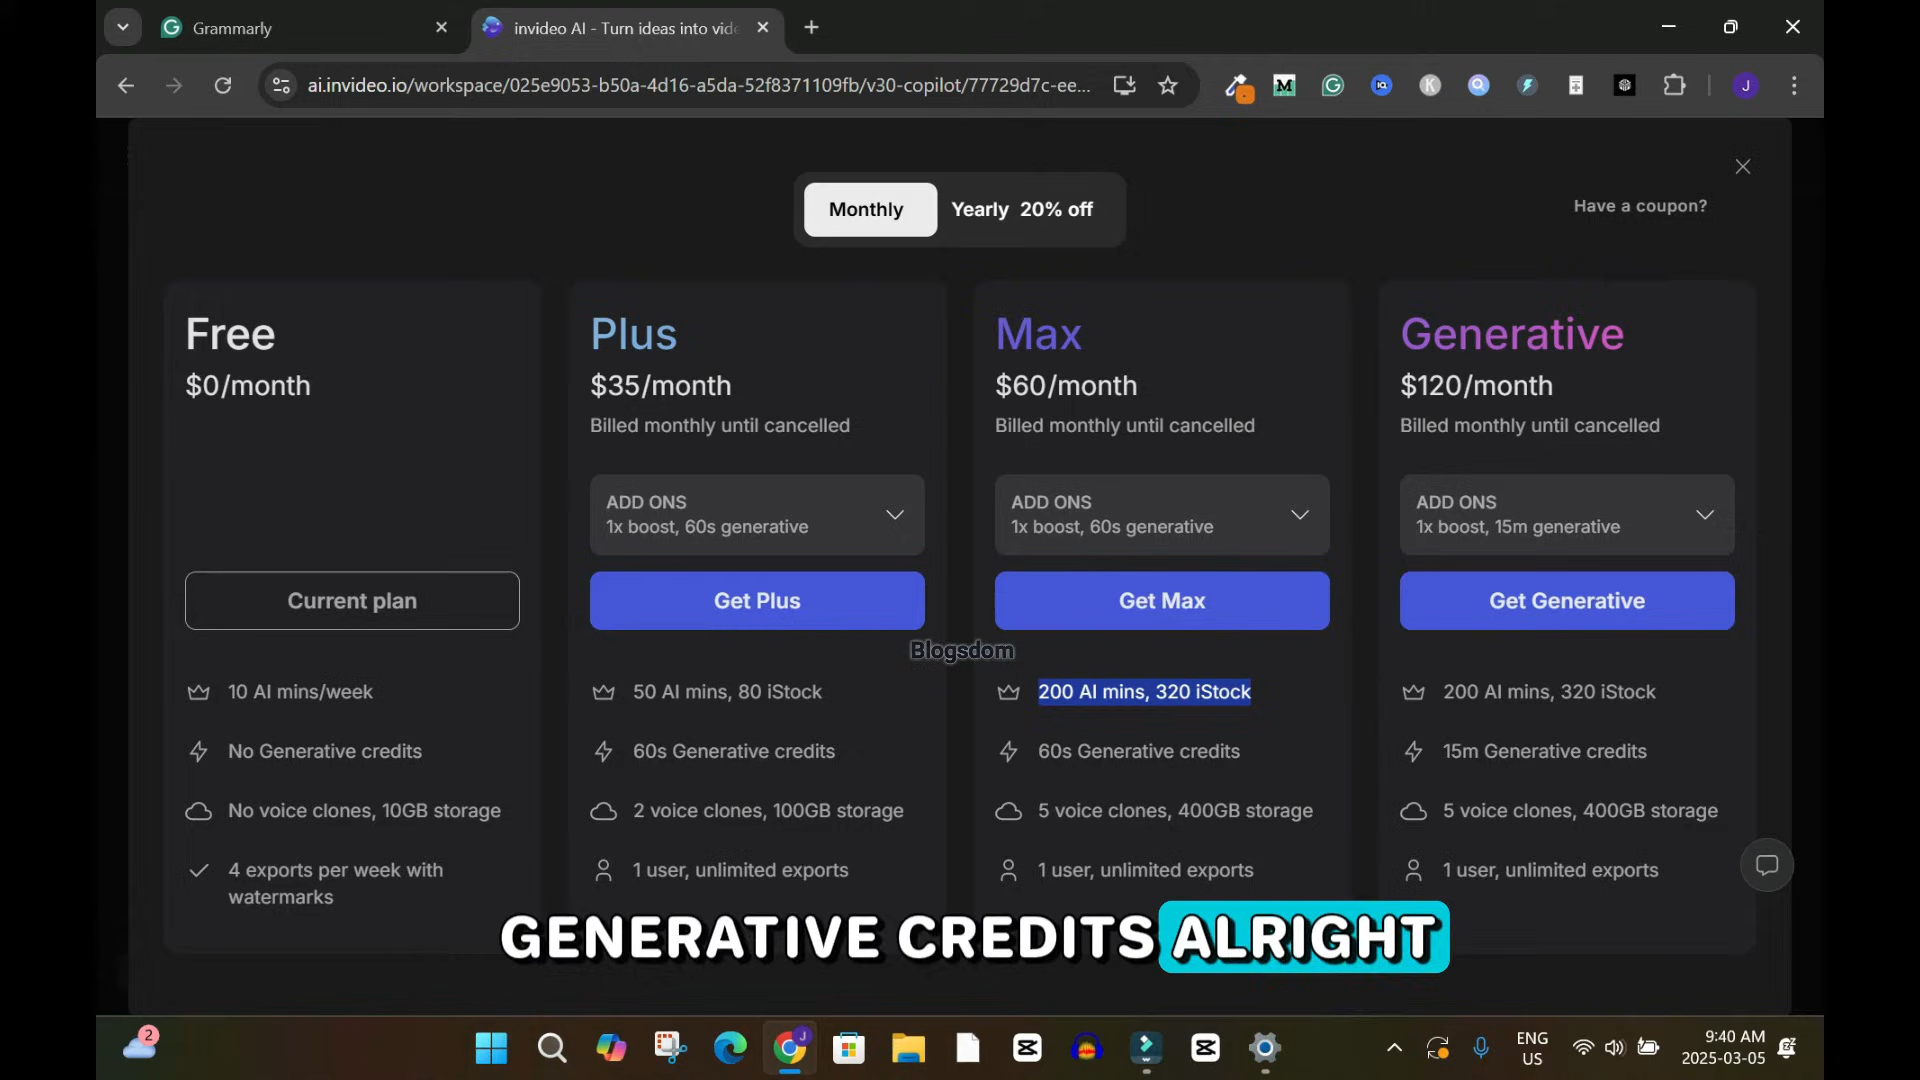 Grammarly
invideo AI - Turn ideas into vid
ai.invideo.io/workspace/025e9053-b50a-4d16-a5da-52f8371109fb/v30-copilot/77729d7c-ee...
J
Monthly
Yearly 20% off
Have a coupon?
Free
$0/month
Current plan
10 AI mins/week
No Generative credits
No voice clones, 10GB storage
4 exports per week with
watermarks
Plus
$35/month
Billed monthly until cancelled
ADD ONS
1x boost, 60s generative
Get Plus
50 AI mins, 80 iStock
60s Generative credits
2 voice clones, 100GB storage
1 user, unlimited exports
Max
$60/month
Billed monthly until cancelled
ADD ONS
1x boost, 60s generative
Get Max
200 AI mins, 320 iStock
60s Generative credits
5 voice clones, 400GB storage
1 user, unlimited exports
Generative
$120/month
Billed monthly until cancelled
ADD ONS
1x boost, 15m generative
Get Generative
200 AI mins, 320 iStock
15m Generative credits
5 voice clones, 400GB storage
1 user, unlimited exports
Blogsdom
GENERATIVE CREDITS ALRIGHT
2
J
ENG
US
9:40 AM
2025-03-05